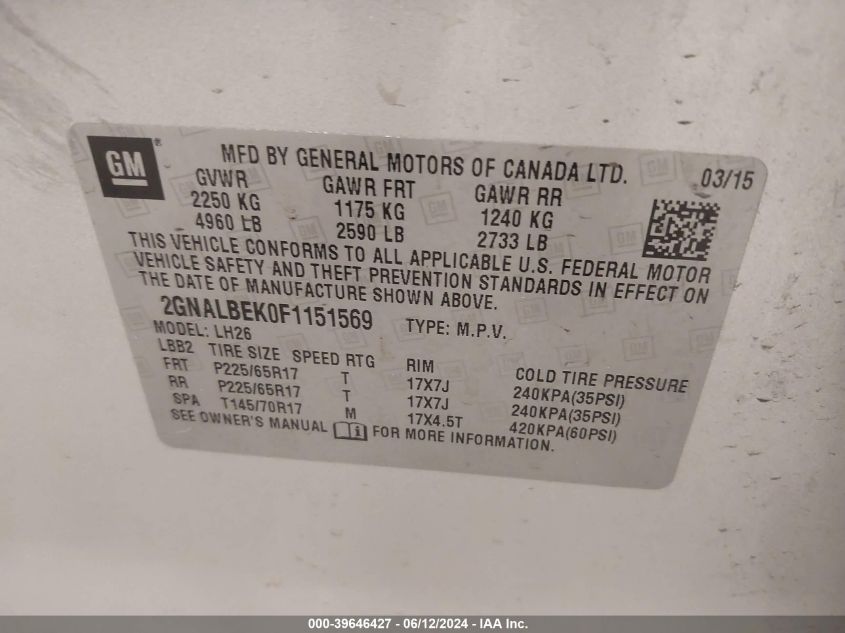 GM® MFD BY GENERAL MOTORS OF CANADA LTD. 03/15
GVWR GAWR FRT GAWR RR
2250 KG 1175 KG 1240 KG
4960 LB 2590 LB 2733 LB
THIS VEHICLE CONFORMS TO ALL APPLICABLE U.S. FEDERAL MOTOR
VEHICLE SAFETY AND THEFT PREVENTION STANDARDS IN EFFECT ON
THE DATE OF MANUFACTURE SHOWN ABOVE.
2GNALBEK0F1151569 TYPE: M.P.V.
MODEL: LH26
LBB2 TIRE SIZE SPEED RTG RIM COLD TIRE PRESSURE
FRT P225/65R17 T 17X7J 240KPA(35PSI)
RR P225/65R17 T 17X7J 240KPA(35PSI)
SPA T145/70R17 M 17X4.5T 420KPA(60PSI)
SEE OWNER'S MANUAL FOR MORE INFORMATION.
000-39646427 - 06/12/2024 - IAA Inc.